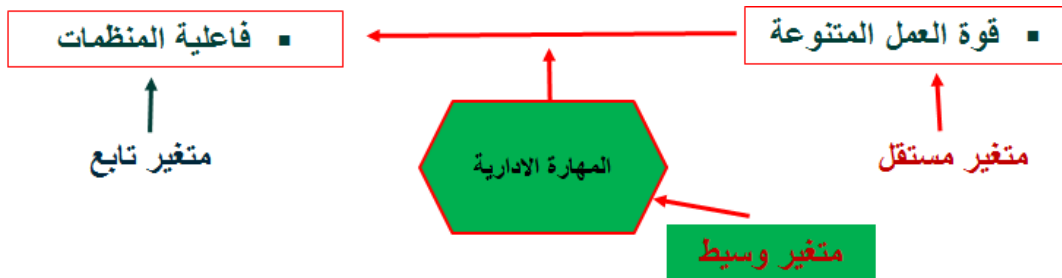 ▪ قوة العمل المتنوعة
▪ فاعلية المنظمات
المهارة الادارية
متغير مستقل
متغير تابع
متغير وسيط